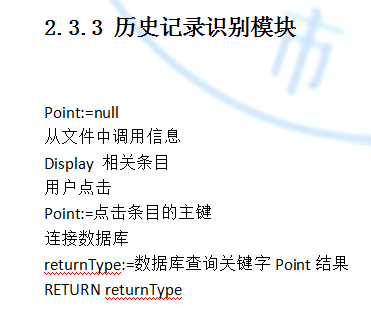 2.3.3 历史记录识别模块
市
Point:=null
从文件中调用信息
Display 相关条目
用户点击
Point:=点击条目的主键
连接数据库
returnType:=数据库查询关键字 Point 结果
RETURN returnType